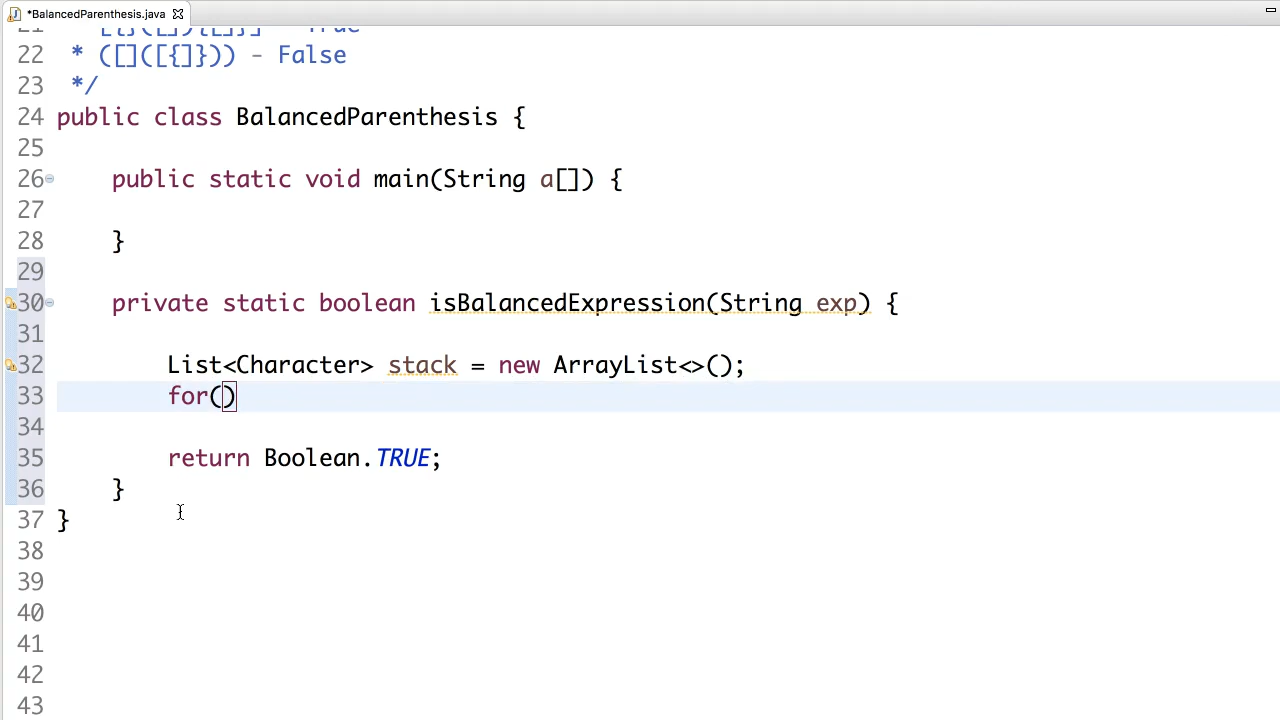 *BalancedParenthesis.java
21 * [{}([]){[]}] - True
22 * ([]([{]})) - False
23 */
24 public class BalancedParenthesis {
25
26 public static void main(String a[]) {
27
28 }
29
30 private static boolean isBalancedExpression(String exp) {
31
32 List<Character> stack = new ArrayList<>();
33 for()
34
35 return Boolean.TRUE;
36 }
37 }
38
39
40
41
42
43